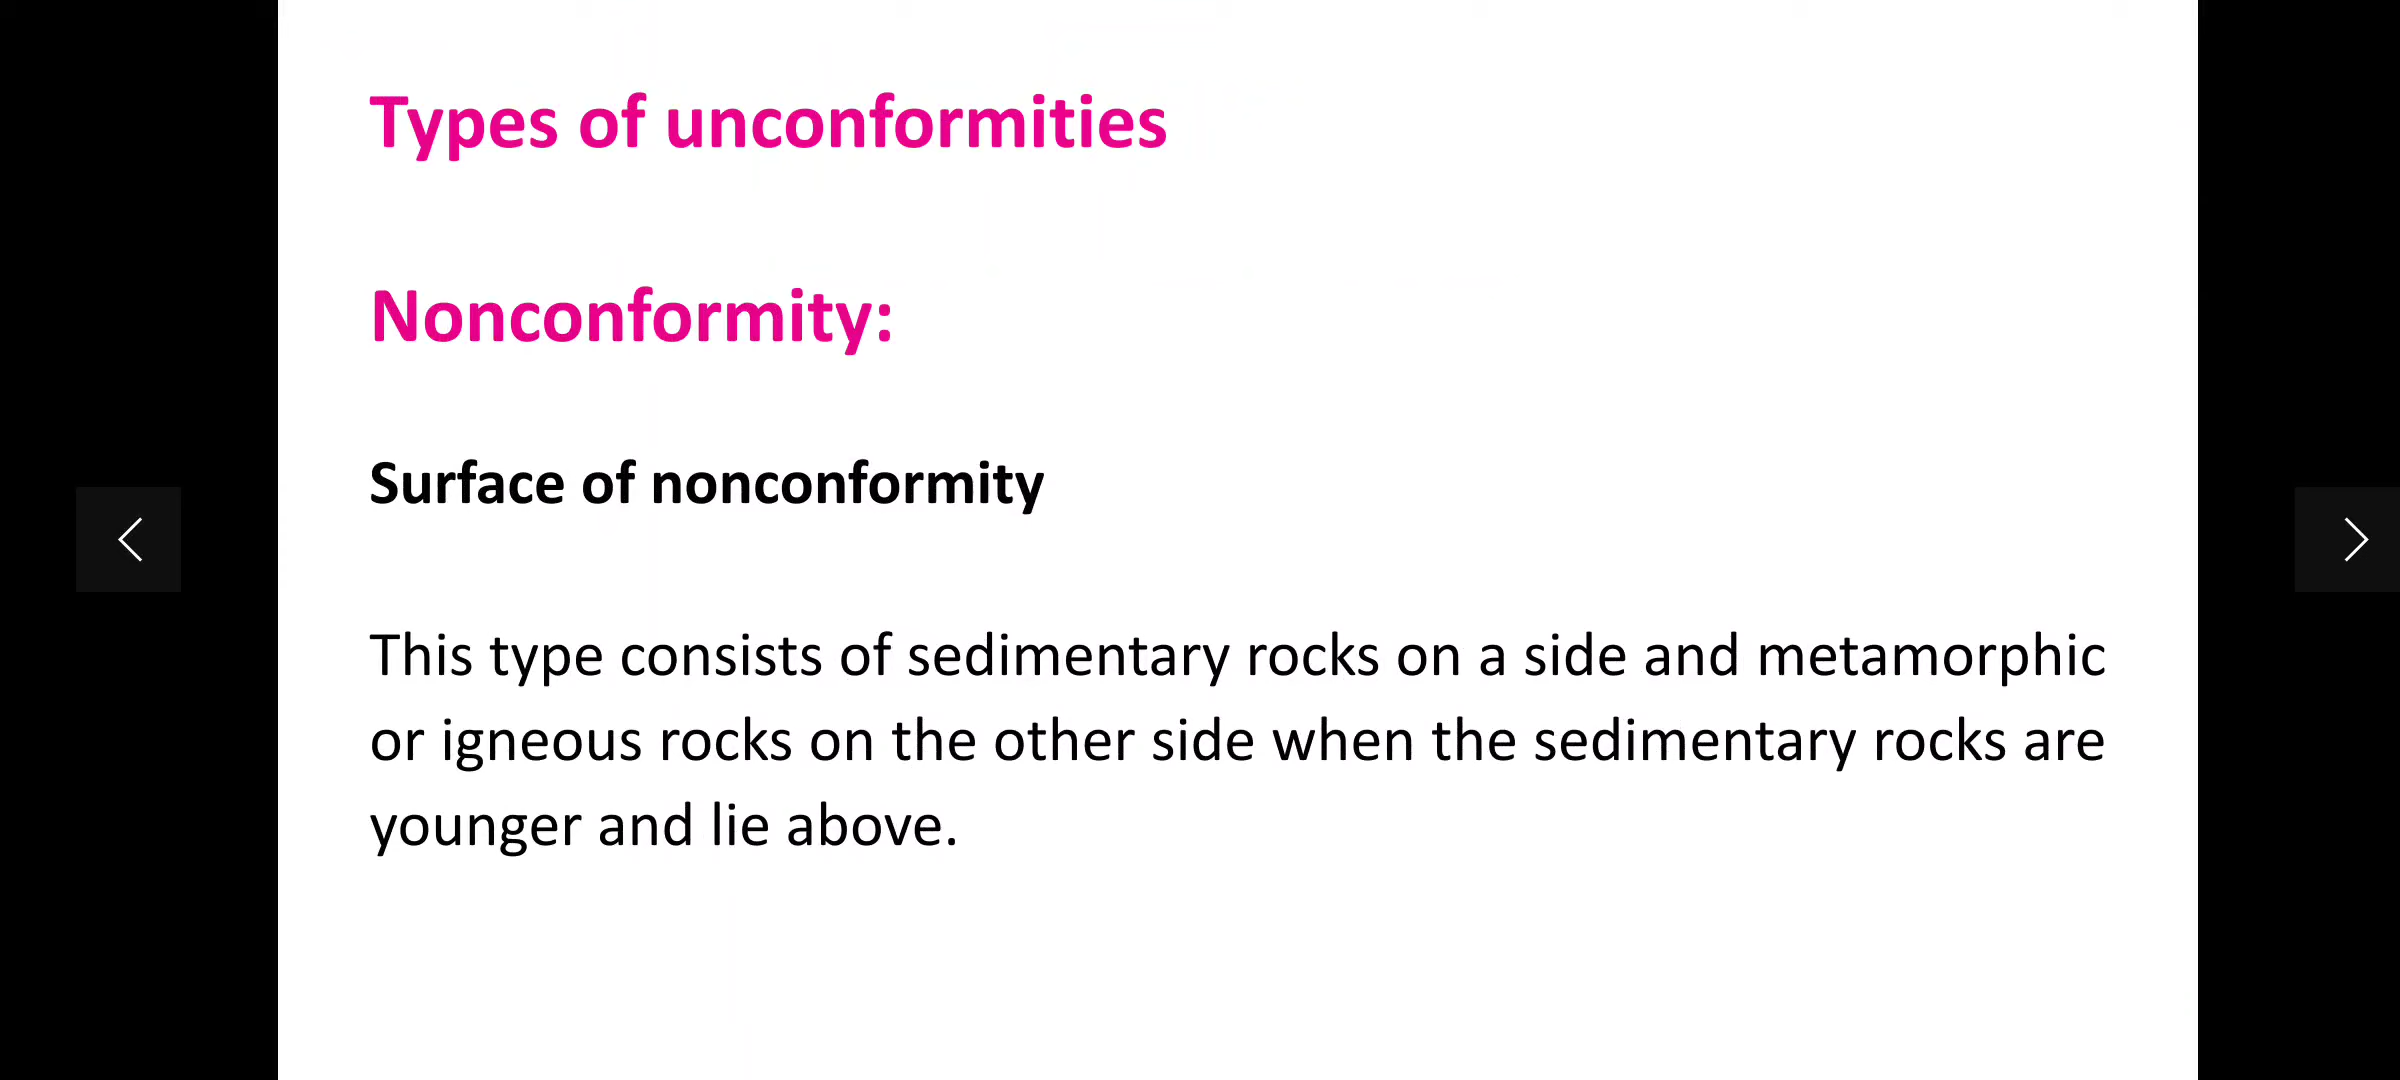 Types of unconformities
Nonconformity:
Surface of nonconformity
This type consists of sedimentary rocks on a side and metamorphic
or igneous rocks on the other side when the sedimentary rocks are
younger and lie above.